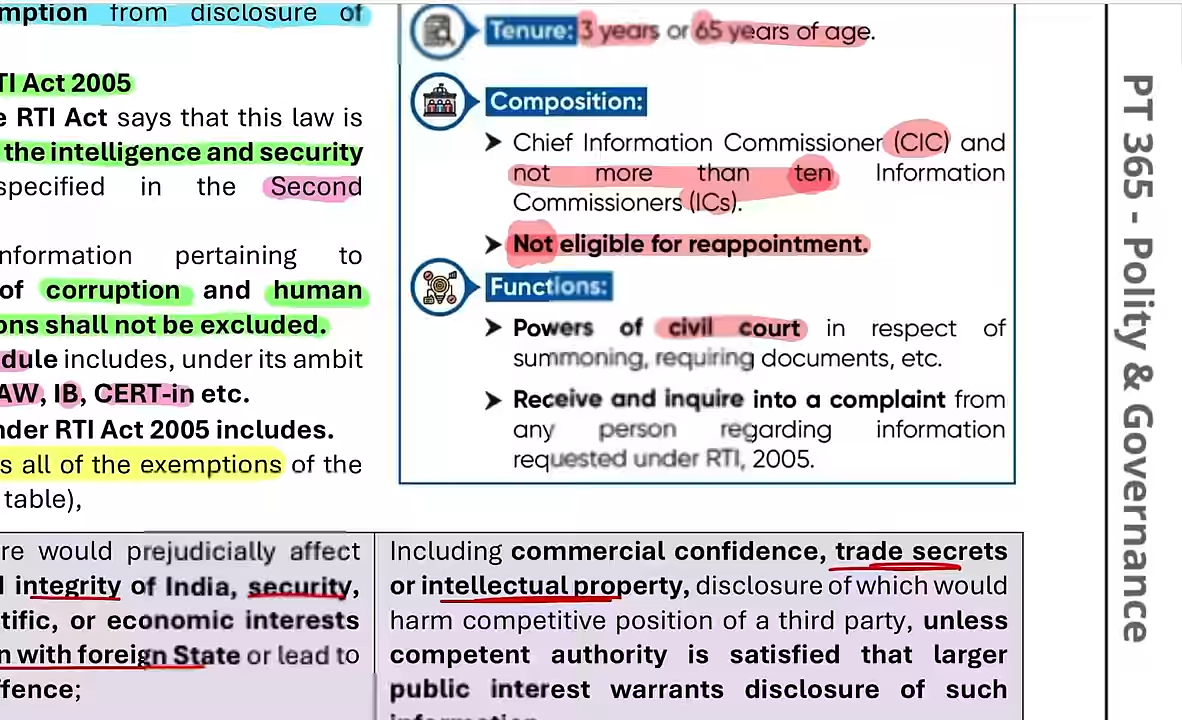 mption from disclosure of
TI Act 2005
e RTI Act says that this law is
the intelligence and security
specified in the Second
nformation pertaining to
of corruption and human
ons shall not be excluded.
dule includes, under its ambit
AW, IB, CERT-in etc.
nder RTI Act 2005 includes.
s all of the exemptions of the
table),
Tenure: 3 years or 65 years of age.
Composition:
➤ Chief Information Commissioner (CIC) and
not more than ten Information
Commissioners (ICs).
➤ Not eligible for reappointment.
Functions:
➤ Powers of civil court in respect of
summoning, requiring documents, etc.
➤ Receive and inquire into a complaint from
any person regarding information
requested under RTI, 2005.
re would prejudicially affect
integrity of India, security,
tific, or economic interests
n with foreign State or lead to
ffence;
Including commercial confidence, trade secrets
or intellectual property, disclosure of which would
harm competitive position of a third party, unless
competent authority is satisfied that larger
public interest warrants disclosure of such
information
PT 365 - Polity & Governance